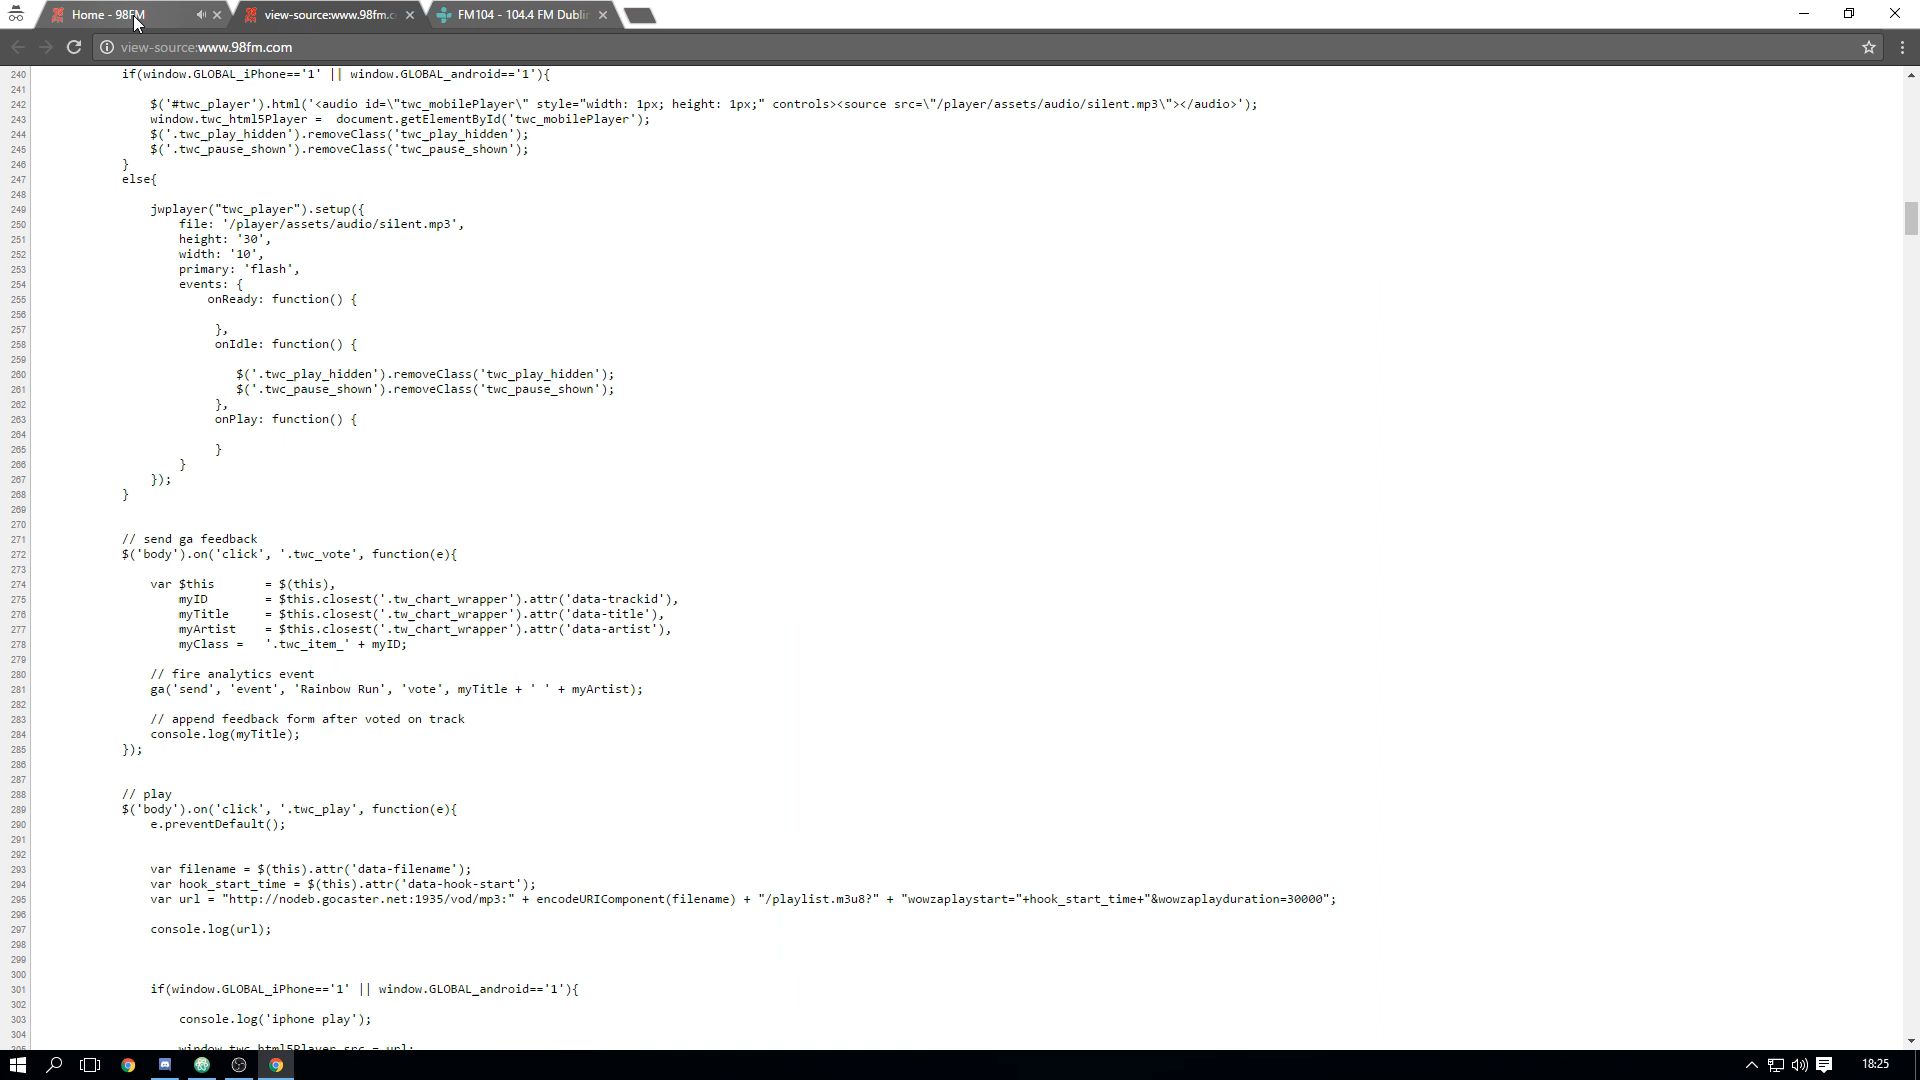 Home - 98FM
view-source:www.98fm.c
FM104 - 104.4 FM Dublin
view-source:www.98fm.com
240 if(window.GLOBAL_iPhone=='1' || window.GLOBAL_android=='1'){
241
242 $('#twc_player').html('<audio id=\"twc_mobilePlayer\" style="width: 1px; height: 1px;" controls><source src=\"/player/assets/audio/silent.mp3\"></audio>');
243 window.twc_html5Player =  document.getElementById('twc_mobilePlayer');
244 $('.twc_play_hidden').removeClass('twc_play_hidden');
245 $('.twc_pause_shown').removeClass('twc_pause_shown');
246 }
247 else{
248
249 jwplayer("twc_player").setup({
250 file: '/player/assets/audio/silent.mp3',
251 height: '30',
252 width: '10',
253 primary: 'flash',
254 events: {
255 onReady: function() {
256
257 },
258 onIdle: function() {
259
260 $('.twc_play_hidden').removeClass('twc_play_hidden');
261 $('.twc_pause_shown').removeClass('twc_pause_shown');
262 },
263 onPlay: function() {
264
265 }
266 }
267 });
268 }
269
270
271 // send ga feedback
272 $('body').on('click', '.twc_vote', function(e){
273
274 var $this = $(this),
275 myID = $this.closest('.tw_chart_wrapper').attr('data-trackid'),
276 myTitle = $this.closest('.tw_chart_wrapper').attr('data-title'),
277 myArtist = $this.closest('.tw_chart_wrapper').attr('data-artist'),
278 myClass = '.twc_item_' + myID;
279
280 // fire analytics event
281 ga('send', 'event', 'Rainbow Run', 'vote', myTitle + ' ' + myArtist);
282
283 // append feedback form after voted on track
284 console.log(myTitle);
285 });
286
287
288 // play
289 $('body').on('click', '.twc_play', function(e){
290 e.preventDefault();
291
292
293 var filename = $(this).attr('data-filename');
294 var hook_start_time = $(this).attr('data-hook-start');
295 var url = "http://nodeb.gocaster.net:1935/vod/mp3:" + encodeURIComponent(filename) + "/playlist.m3u8?" + "wowzaplaystart="+hook_start_time+"&wowzaplayduration=30000";
296
297 console.log(url);
298
299
300
301 if(window.GLOBAL_iPhone=='1' || window.GLOBAL_android=='1'){
302
303 console.log('iphone play');
304
305 window.twc_html5Player.src = url;
18:25